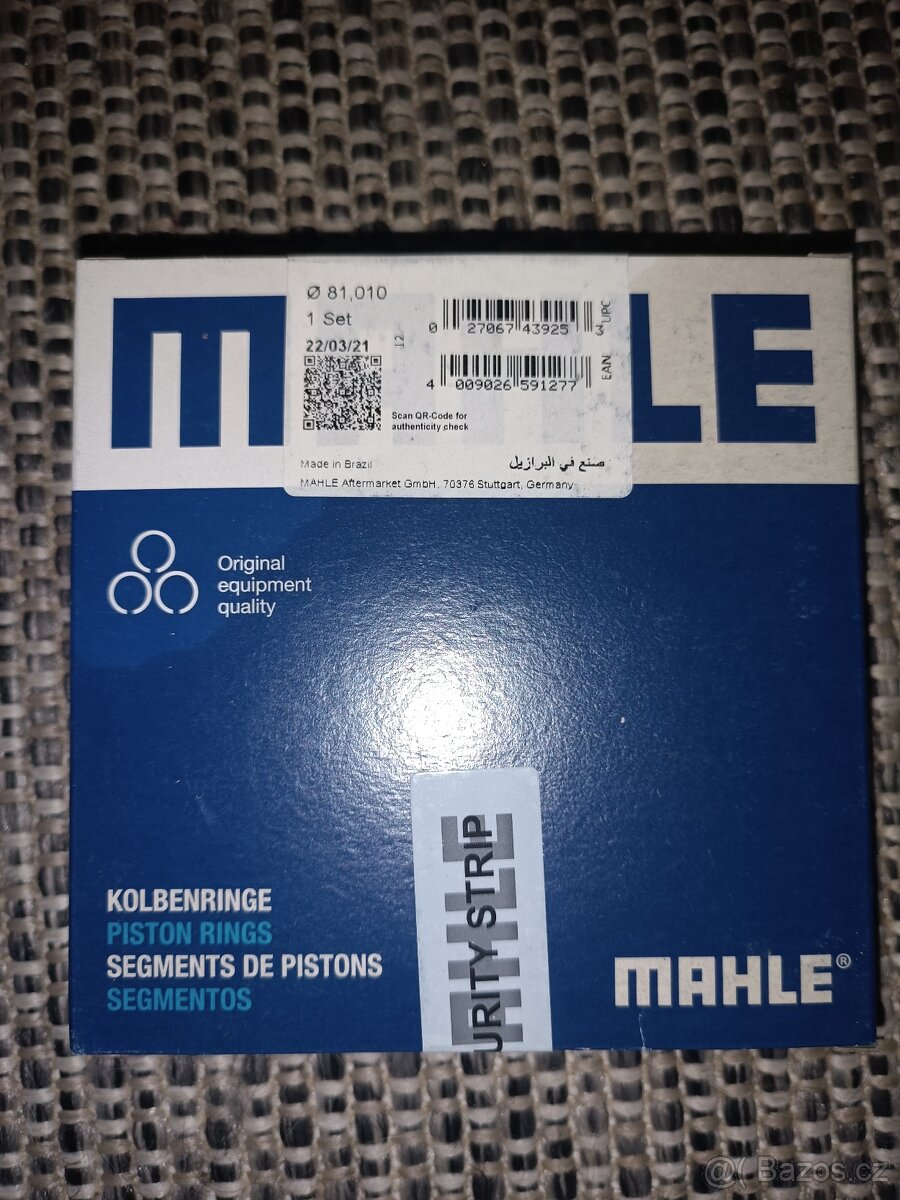 MAHLE
Ø 81,010
1 Set
22/03/21
12
0 27067 43925 3
UPC
4 009026 591277
EAN
Scan QR-Code for
authenticity check
Made in Brazil
صنع في البرازيل
MAHLE Aftermarket GmbH, 70376 Stuttgart, Germany
Original
equipment
quality
URITY STRIP
KOLBENRINGE
PISTON RINGS
SEGMENTS DE PISTONS
SEGMENTOS
MAHLE®
@( Bazos.cz